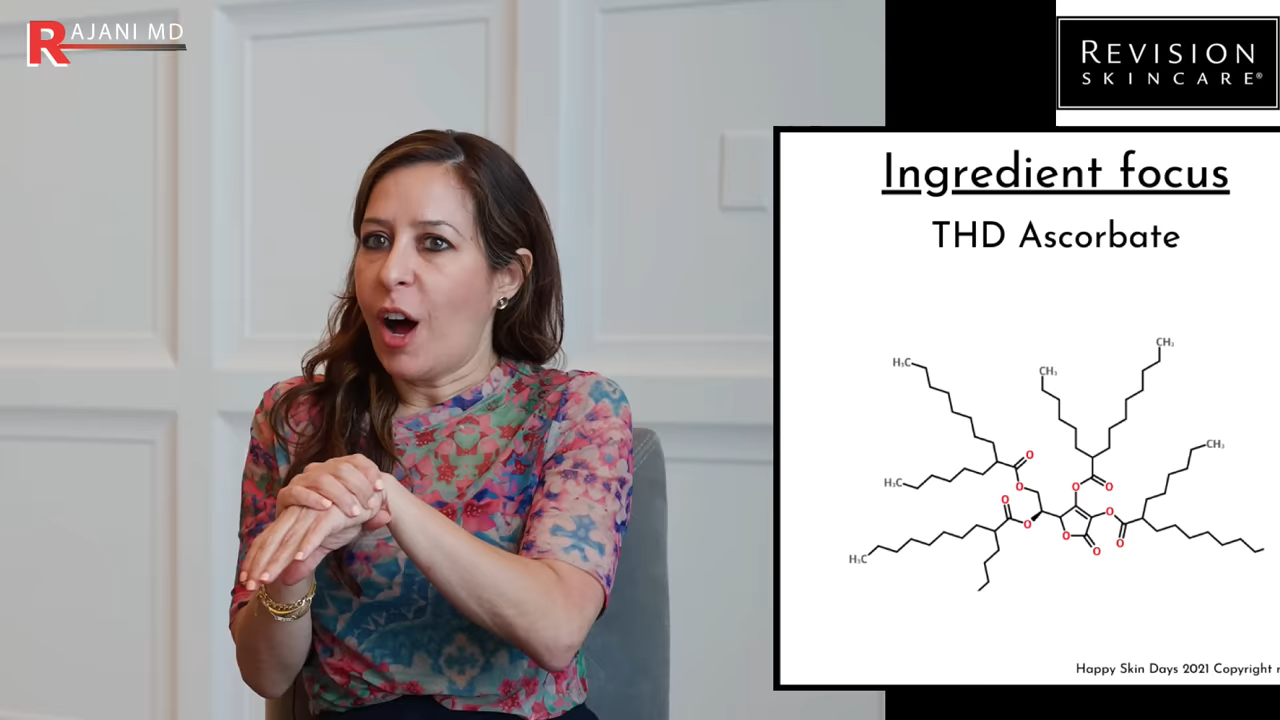 RAJANI MD
REVISION
SKINCARE®
Ingredient focus
THD Ascorbate
CH₃
H₃C
CH₃
CH₃
O
H₃C
O
O
O
O
O
O
O
O
O
O
H₃C
Happy Skin Days 2021 Copyright